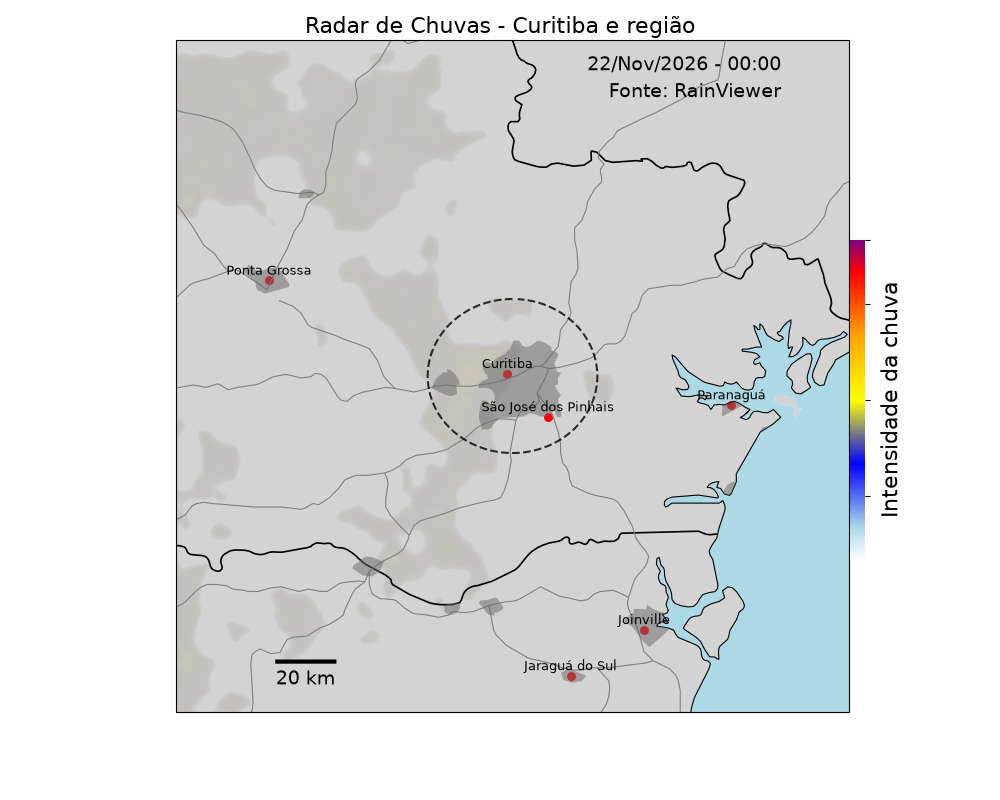 Radar de Chuvas - Curitiba e região
22/Nov/2026 - 00:00
Fonte: RainViewer
Ponta Grossa
Curitiba
São José dos Pinhais
Paranaguá
Intensidade da chuva
Joinville
Jaraguá do Sul
20 km